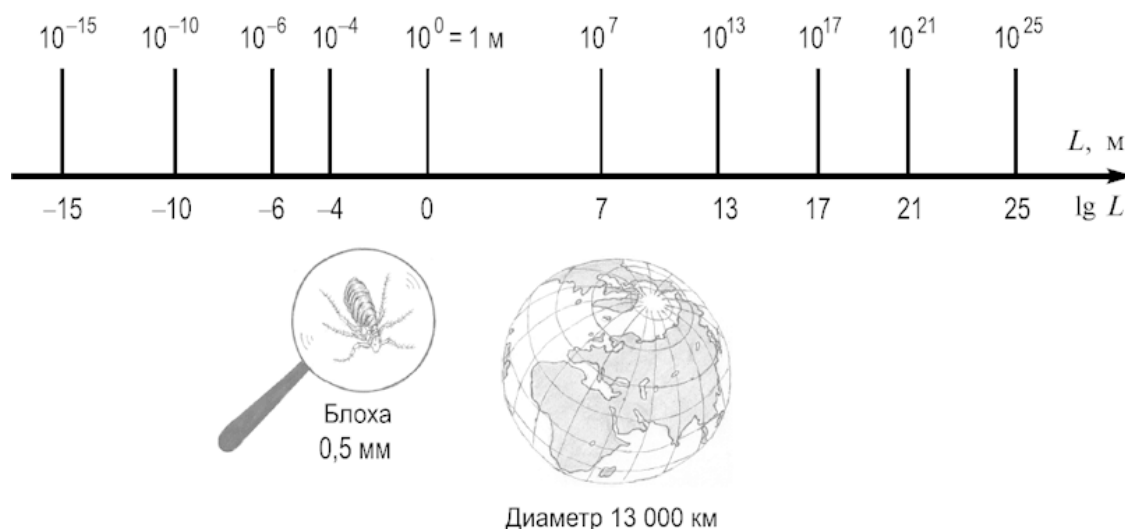 10⁻¹⁵ 10⁻¹⁰ 10⁻⁶ 10⁻⁴ 10⁰ = 1 м 10⁷ 10¹³ 10¹⁷ 10²¹ 10²⁵
L, м
–15 –10 –6 –4 0 7 13 17 21 25 lg L
Блоха
0,5 мм
Диаметр 13 000 км